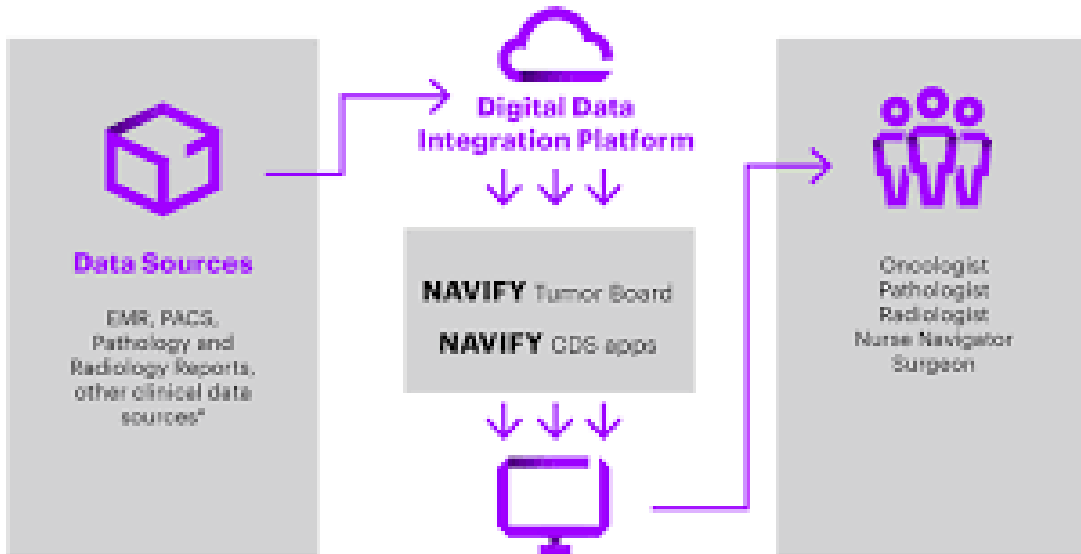 Data Sources
EMR, PACS,
Pathology and
Radiology Reports,
other clinical data
sources*
Digital Data
Integration Platform
NAVIFY Tumor Board
NAVIFY CDS apps
Oncologist
Pathologist
Radiologist
Nurse Navigator
Surgeon